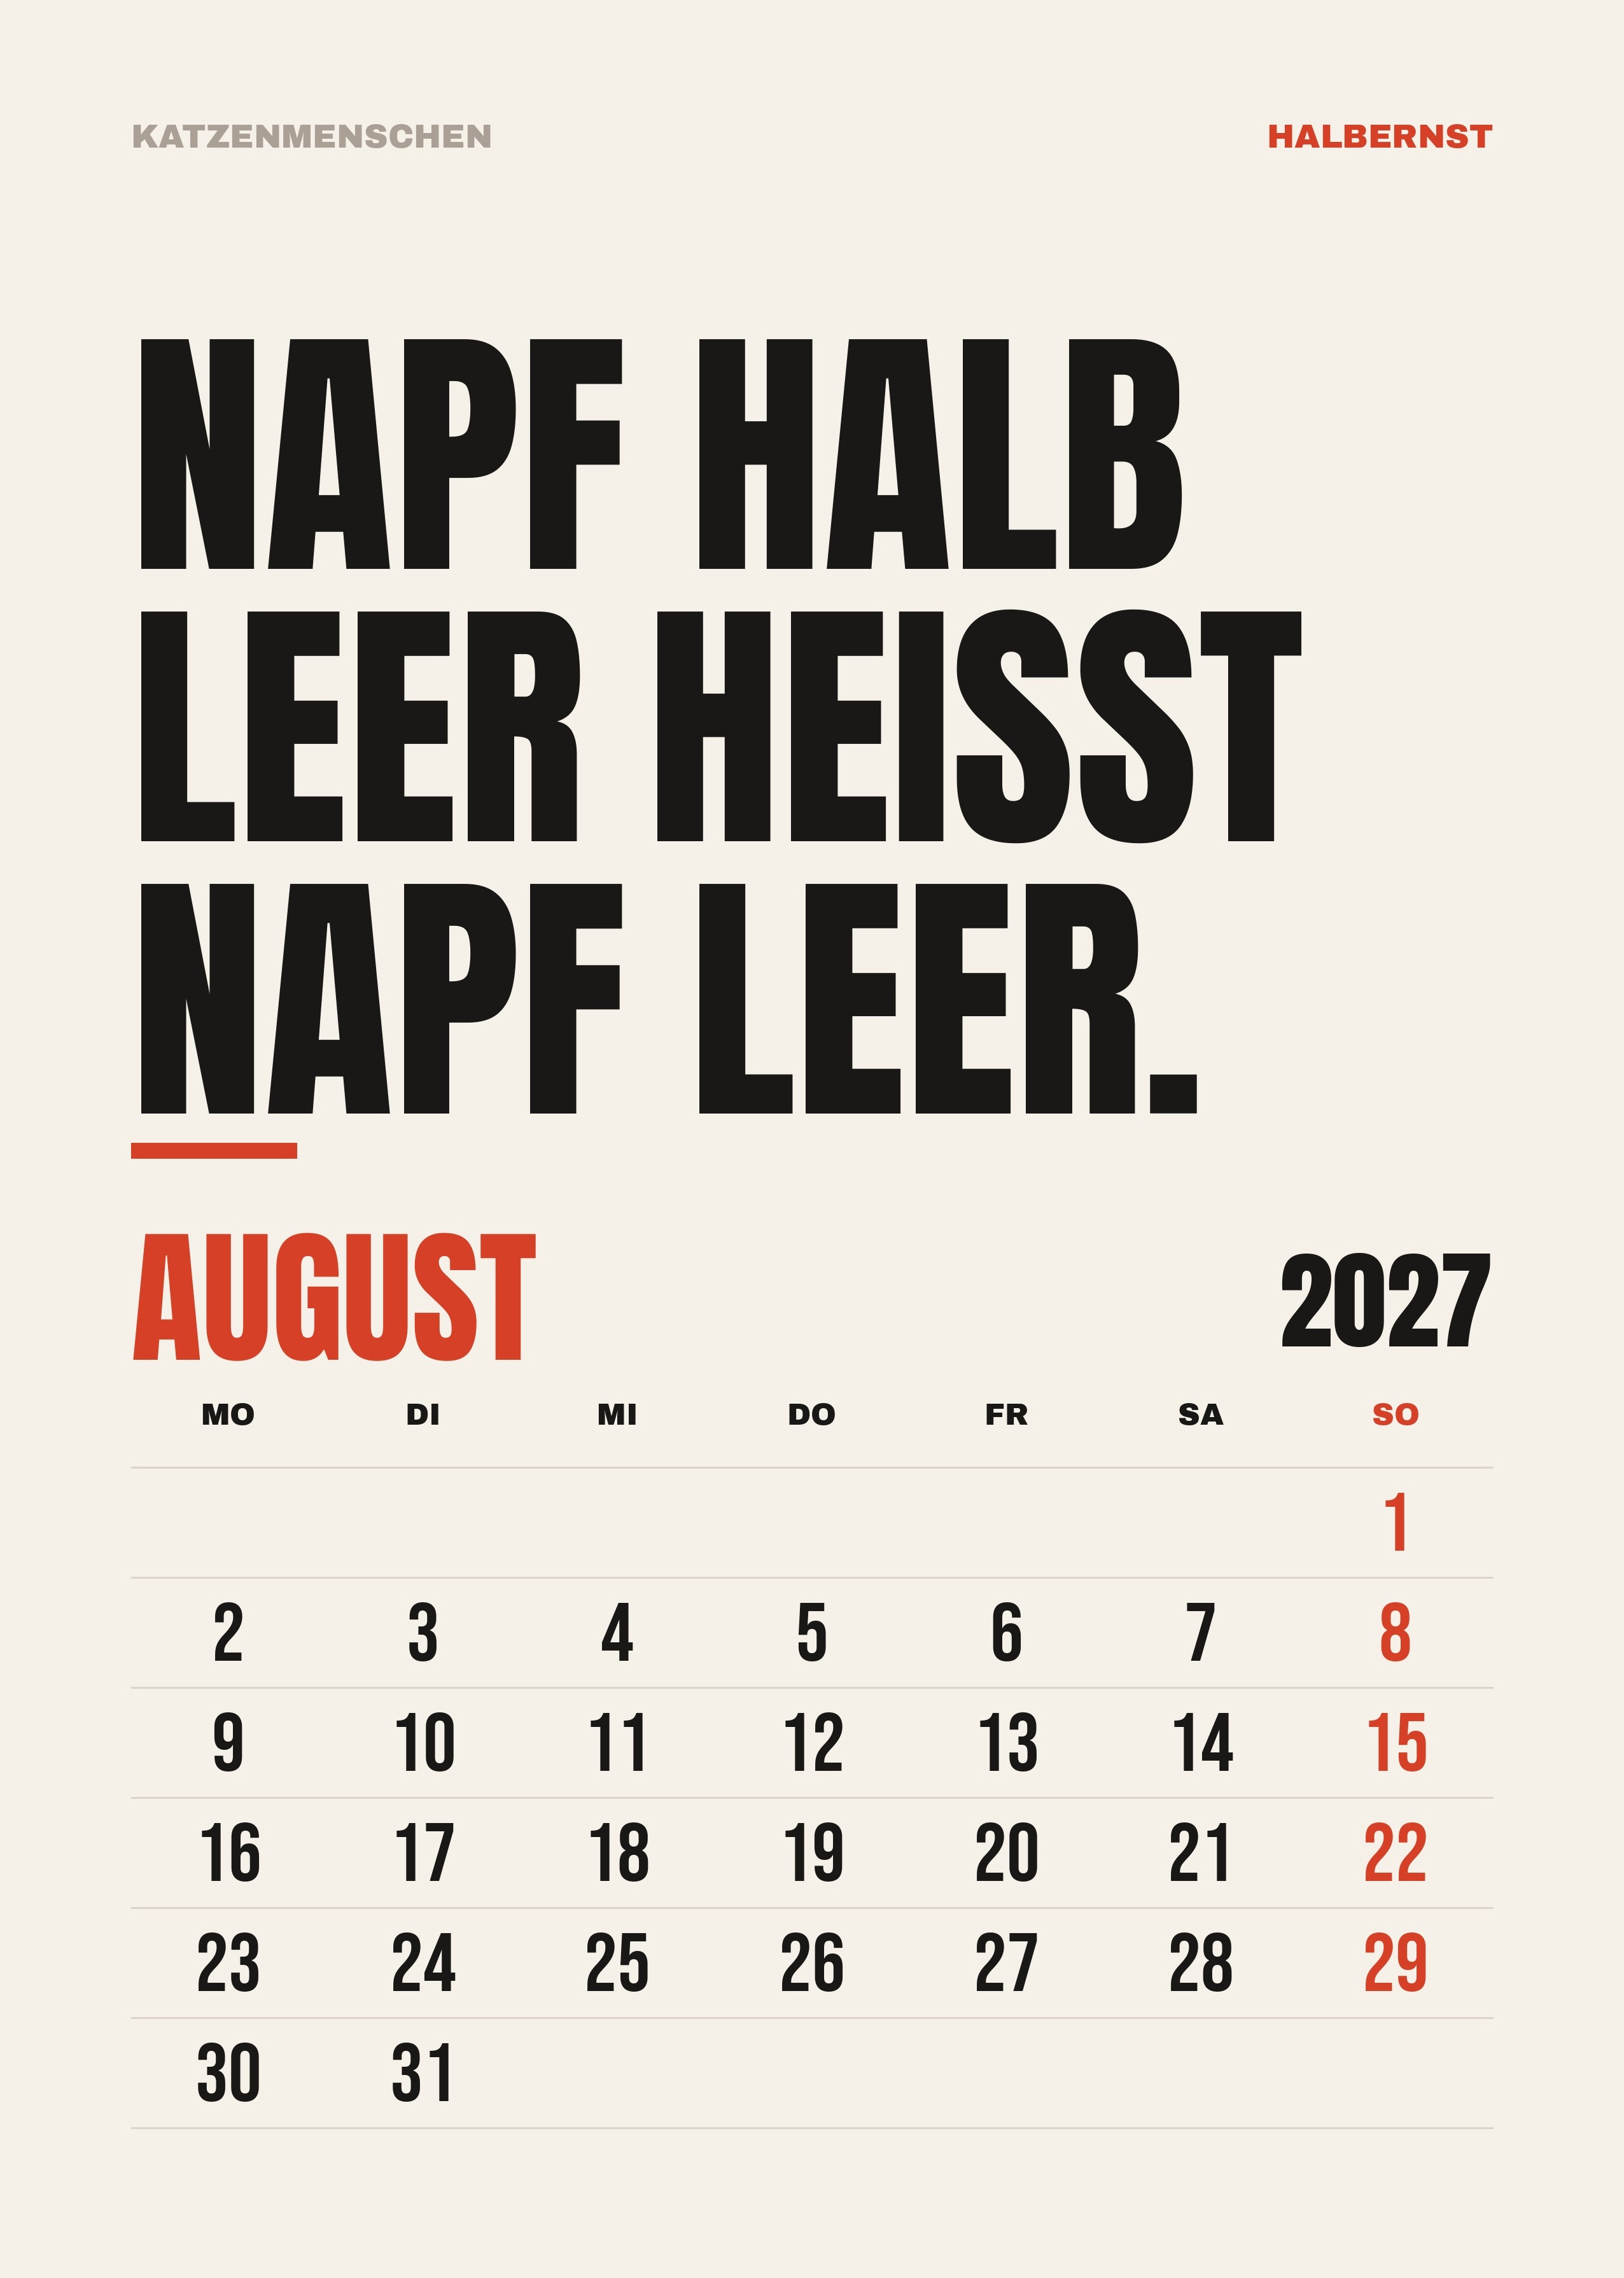 KATZENMENSCHEN HALBERNST
NAPF HALB
LEER HEISST
NAPF LEER.
AUGUST 2027
MO DI MI DO FR SA SO
1
2 3 4 5 6 7 8
9 10 11 12 13 14 15
16 17 18 19 20 21 22
23 24 25 26 27 28 29
30 31